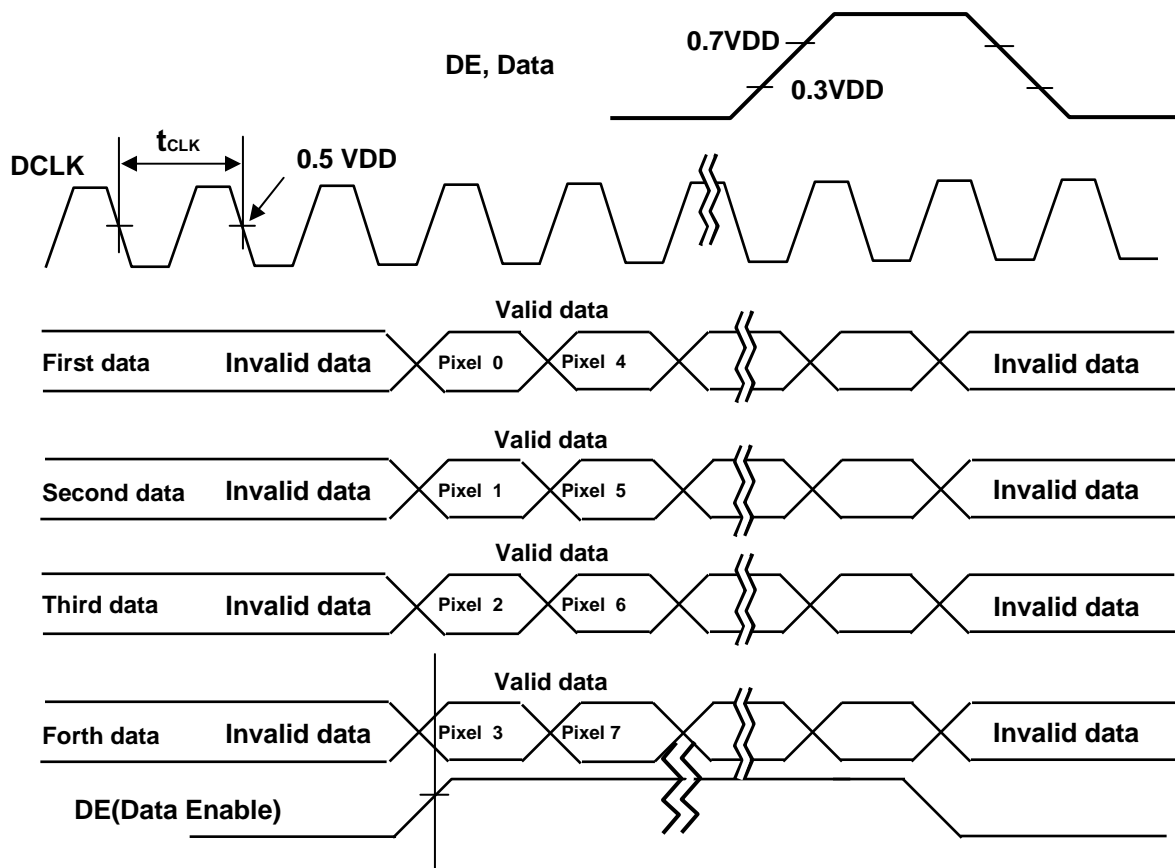 0.7VDD
DE, Data
0.3VDD
tCLK
0.5 VDD
DCLK
Valid data
First data Invalid data Pixel 0 Pixel 4 Invalid data
Valid data
Second data Invalid data Pixel 1 Pixel 5 Invalid data
Valid data
Third data Invalid data Pixel 2 Pixel 6 Invalid data
Valid data
Forth data Invalid data Pixel 3 Pixel 7 Invalid data
DE(Data Enable)